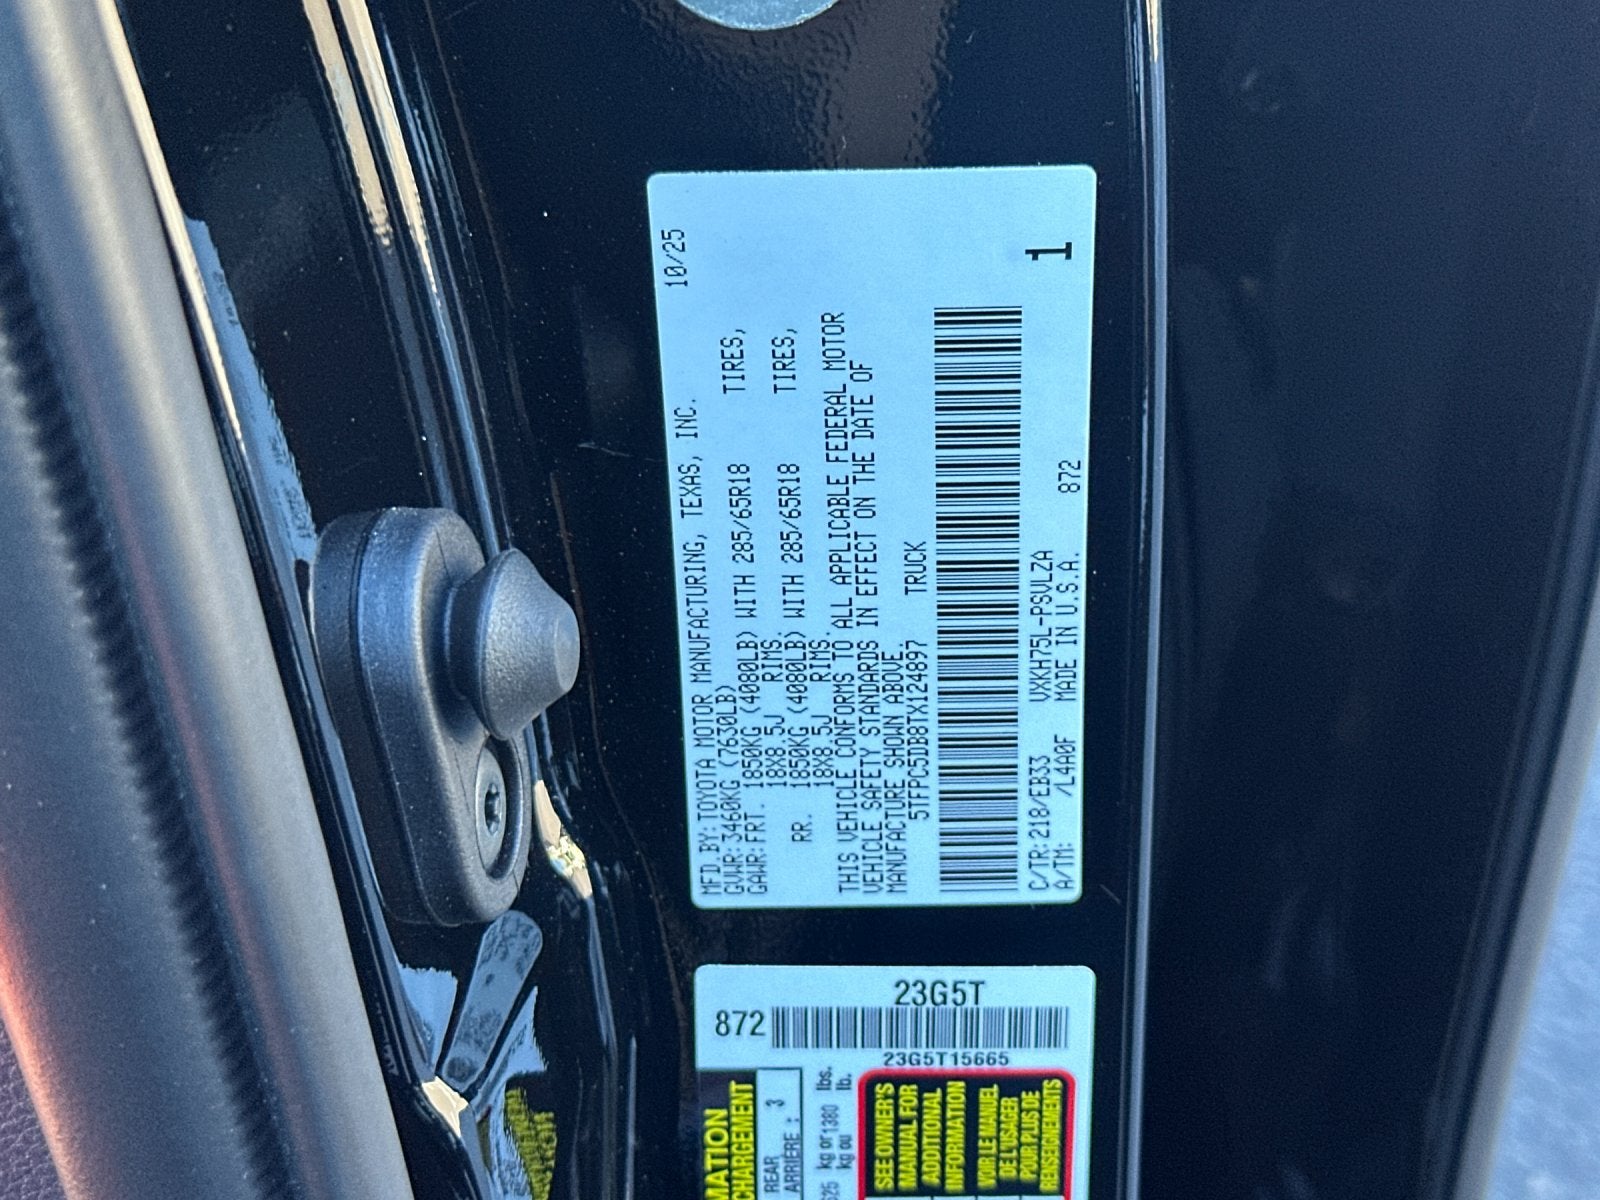 10/25
MFD BY: TOYOTA MOTOR MANUFACTURING, TEXAS, INC.
GVWR: 3460KG (7630LB)
GAWR: FRT. 1850KG (4080LB) WITH 285/65R18 TIRES,
18X8.5J RIMS.
RR. 1850KG (4080LB) WITH 285/65R18 TIRES,
18X8.5J RIMS.
THIS VEHICLE CONFORMS TO ALL APPLICABLE FEDERAL MOTOR
VEHICLE SAFETY STANDARDS IN EFFECT ON THE DATE OF
MANUFACTURE SHOWN ABOVE.
5TFPC5DB8TX124897 TRUCK
1
C/TR: 218/EB33 VXKH75L-PSVLZA
A/TM: /L4A0F MADE IN U.S.A. 872
23G5T
872
23G5T15665
REAR 3
ARRIÈRE :
kg or 1380 lbs.
kg ou lb.
SEE OWNER'S
MANUAL FOR
ADDITIONAL
INFORMATION
VOIR LE MANUEL
DE L'USAGER
POUR PLUS DE
RENSEIGNEMENTS